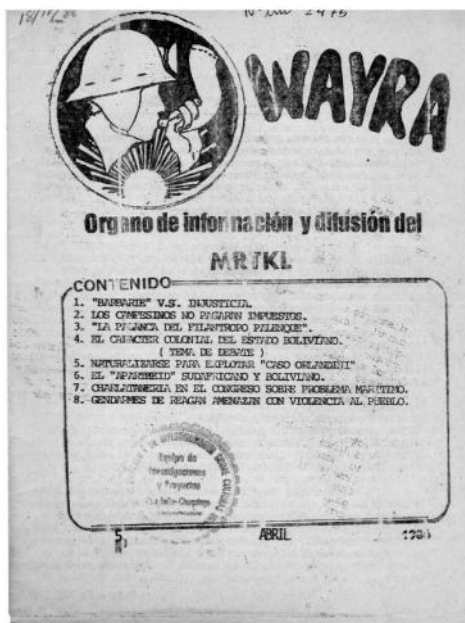 WAYRA
Organo de información y difusión del
MRTKL
CONTENIDO
1. "BARBARIE" V.S. INJUSTICIA.
2. LOS CAMPESINOS NO PAGARAN IMPUESTOS.
3. "LA PALANCA DEL FILANTROPO PALENQUE".
4. EL CARACTER COLONIAL DEL ESTADO BOLIVIANO.
( TEMA DE DEBATE )
5. NATURALIZARSE PARA EXPLOTAR "CASO ORLANDINI"
6. EL "APARTHEID" SUDAFRICANO Y BOLIVIANO.
7. CHARLATANERIA EN EL CONGRESO SOBRE PROBLEMA MARITIMO.
8. GENDARMES DE REAGAN AMENAZAN CON VIOLENCIA AL PUEBLO.
Equipo de
Investigaciones
y Proyectos
5
ABRIL